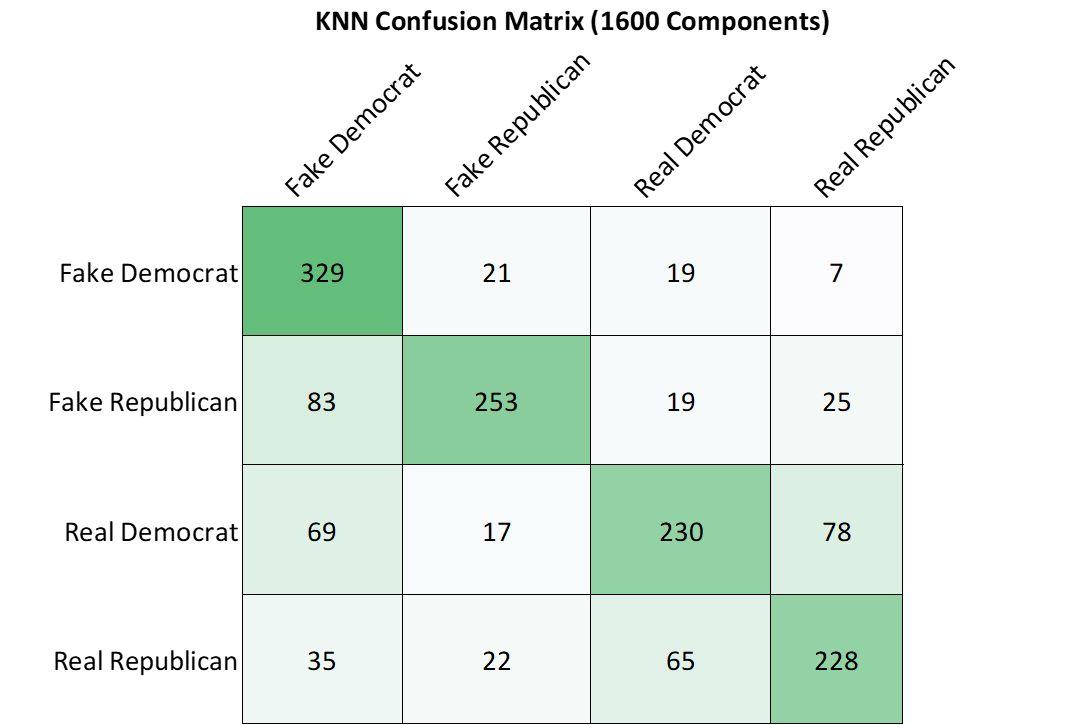 KNN Confusion Matrix (1600 Components)
Fake Democrat
Fake Republican
Real Democrat
Real Republican
Fake Democrat 329 21 19 7
Fake Republican 83 253 19 25
Real Democrat 69 17 230 78
Real Republican 35 22 65 228